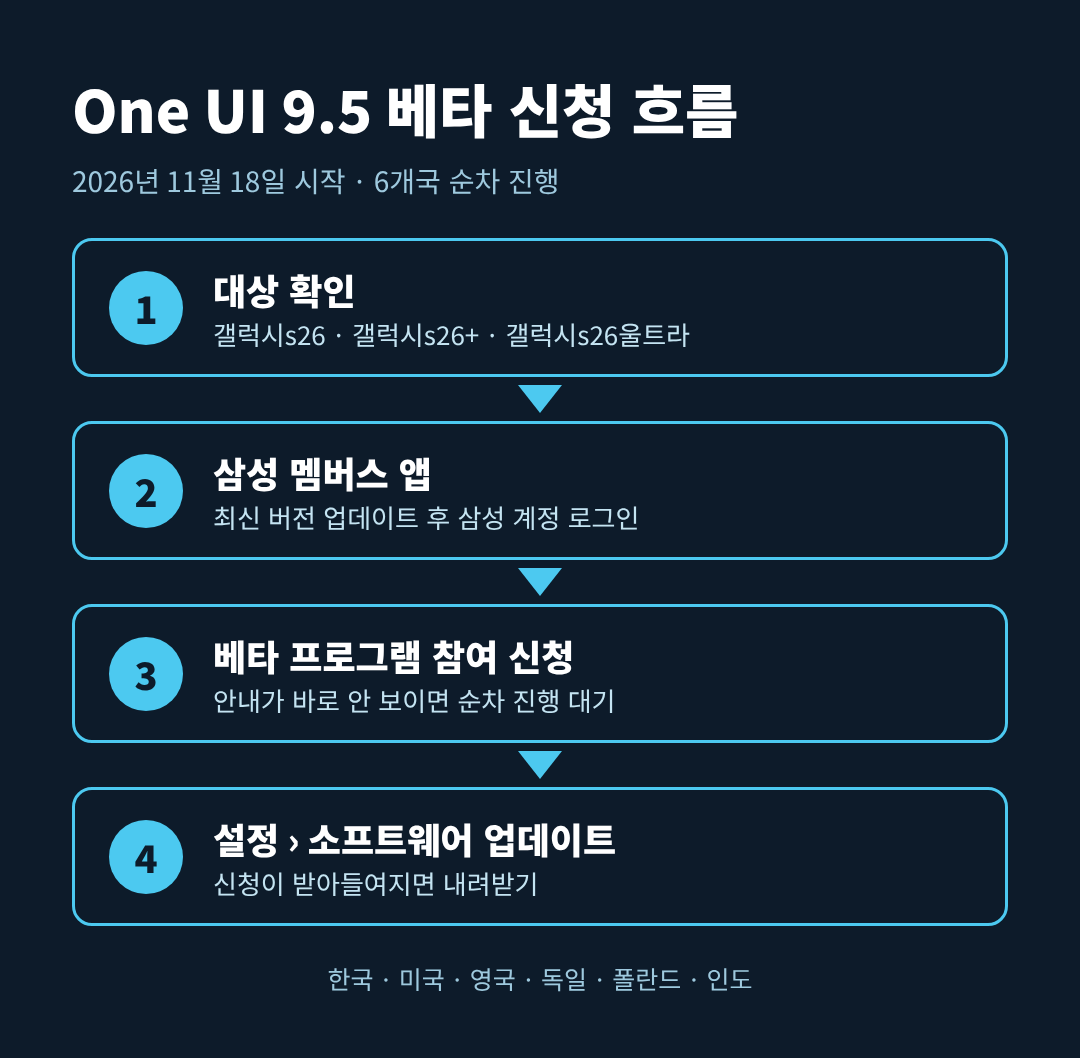 One UI 9.5 베타 신청 흐름
2026년 11월 18일 시작 · 6개국 순차 진행
1
대상 확인
갤럭시s26 · 갤럭시s26+ · 갤럭시s26울트라
2
삼성 멤버스 앱
최신 버전 업데이트 후 삼성 계정 로그인
3
베타 프로그램 참여 신청
안내가 바로 안 보이면 순차 진행 대기
4
설정 › 소프트웨어 업데이트
신청이 받아들여지면 내려받기
한국 · 미국 · 영국 · 독일 · 폴란드 · 인도